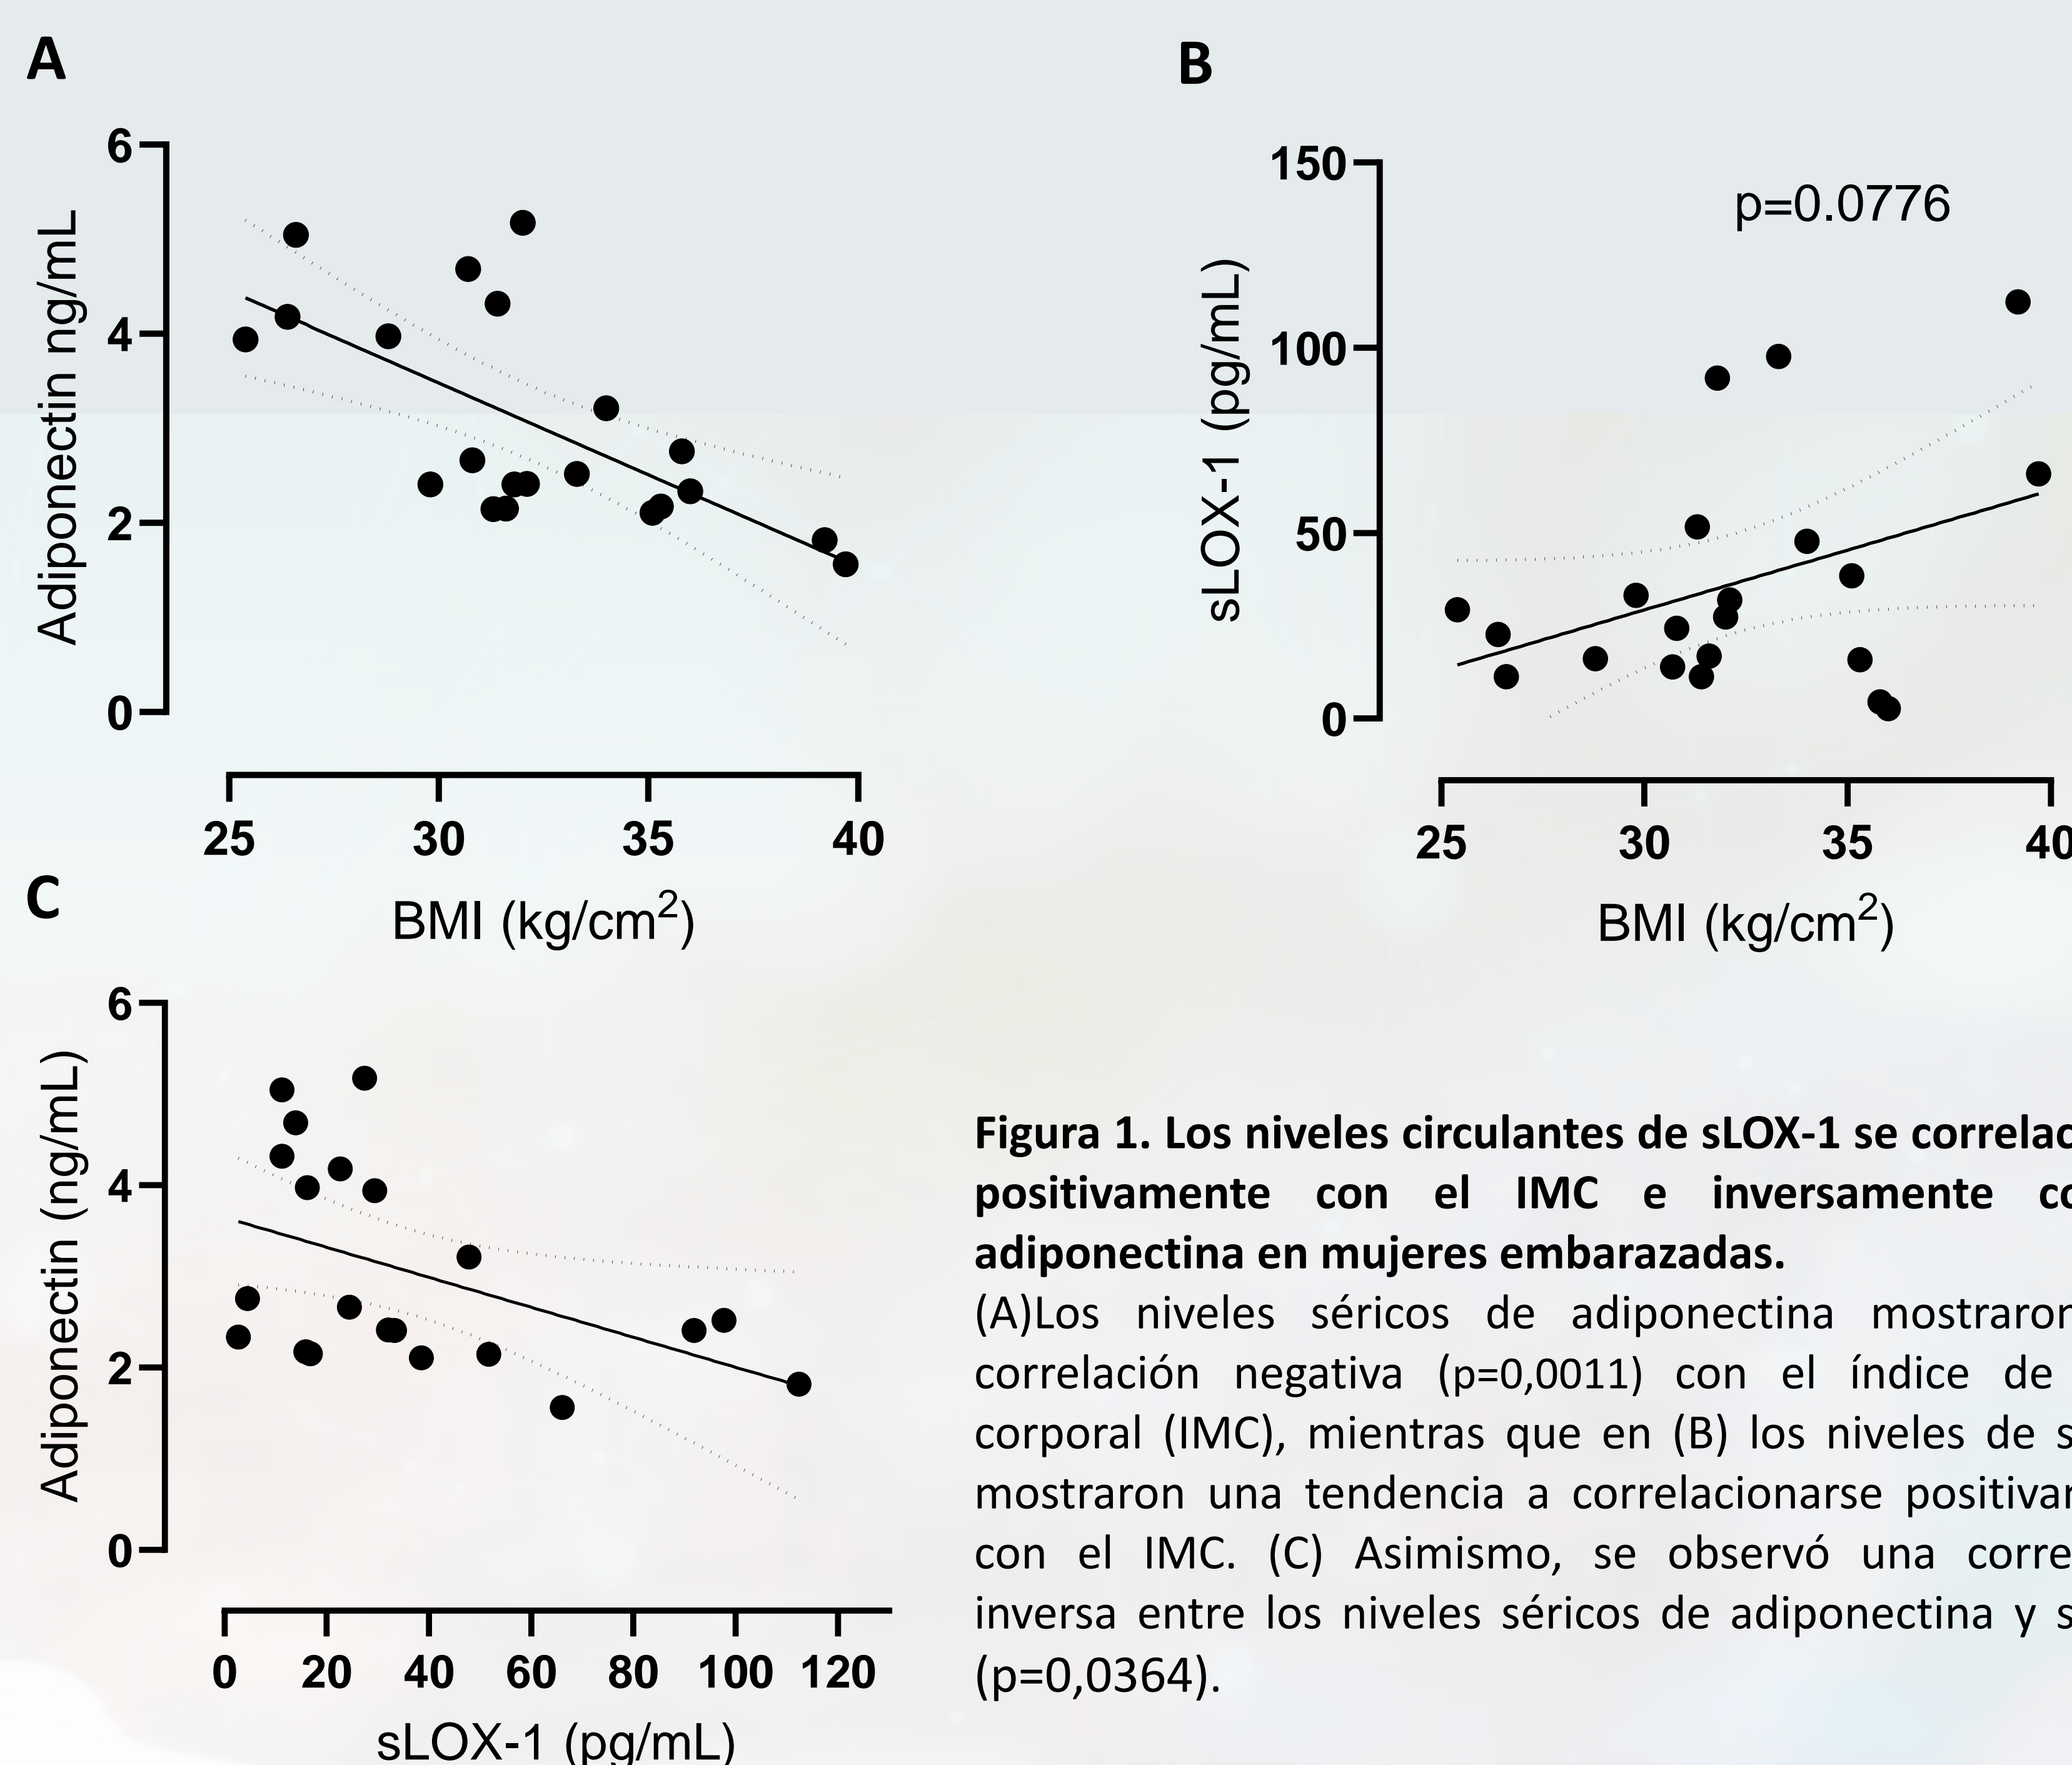 A
6
4
2
0
Adiponectin ng/mL
25 30 35 40
BMI (kg/cm²)
B
p=0.0776
150
100
50
0
sLOX-1 (pg/mL)
25 30 35 40
BMI (kg/cm²)
C
6
4
2
0
Adiponectin (ng/mL)
0 20 40 60 80 100 120
sLOX-1 (pg/mL)
Figura 1. Los niveles circulantes de sLOX-1 se
positivamente con el IMC e inversamente
adiponectina en mujeres embarazadas.
(A)Los niveles séricos de adiponectina mostraron
correlación negativa (p=0,0011) con el índice de
corporal (IMC), mientras que en (B) los niveles de
mostraron una tendencia a correlacionarse
con el IMC. (C) Asimismo, se observó una
inversa entre los niveles séricos de adiponectina y
(p=0,0364).